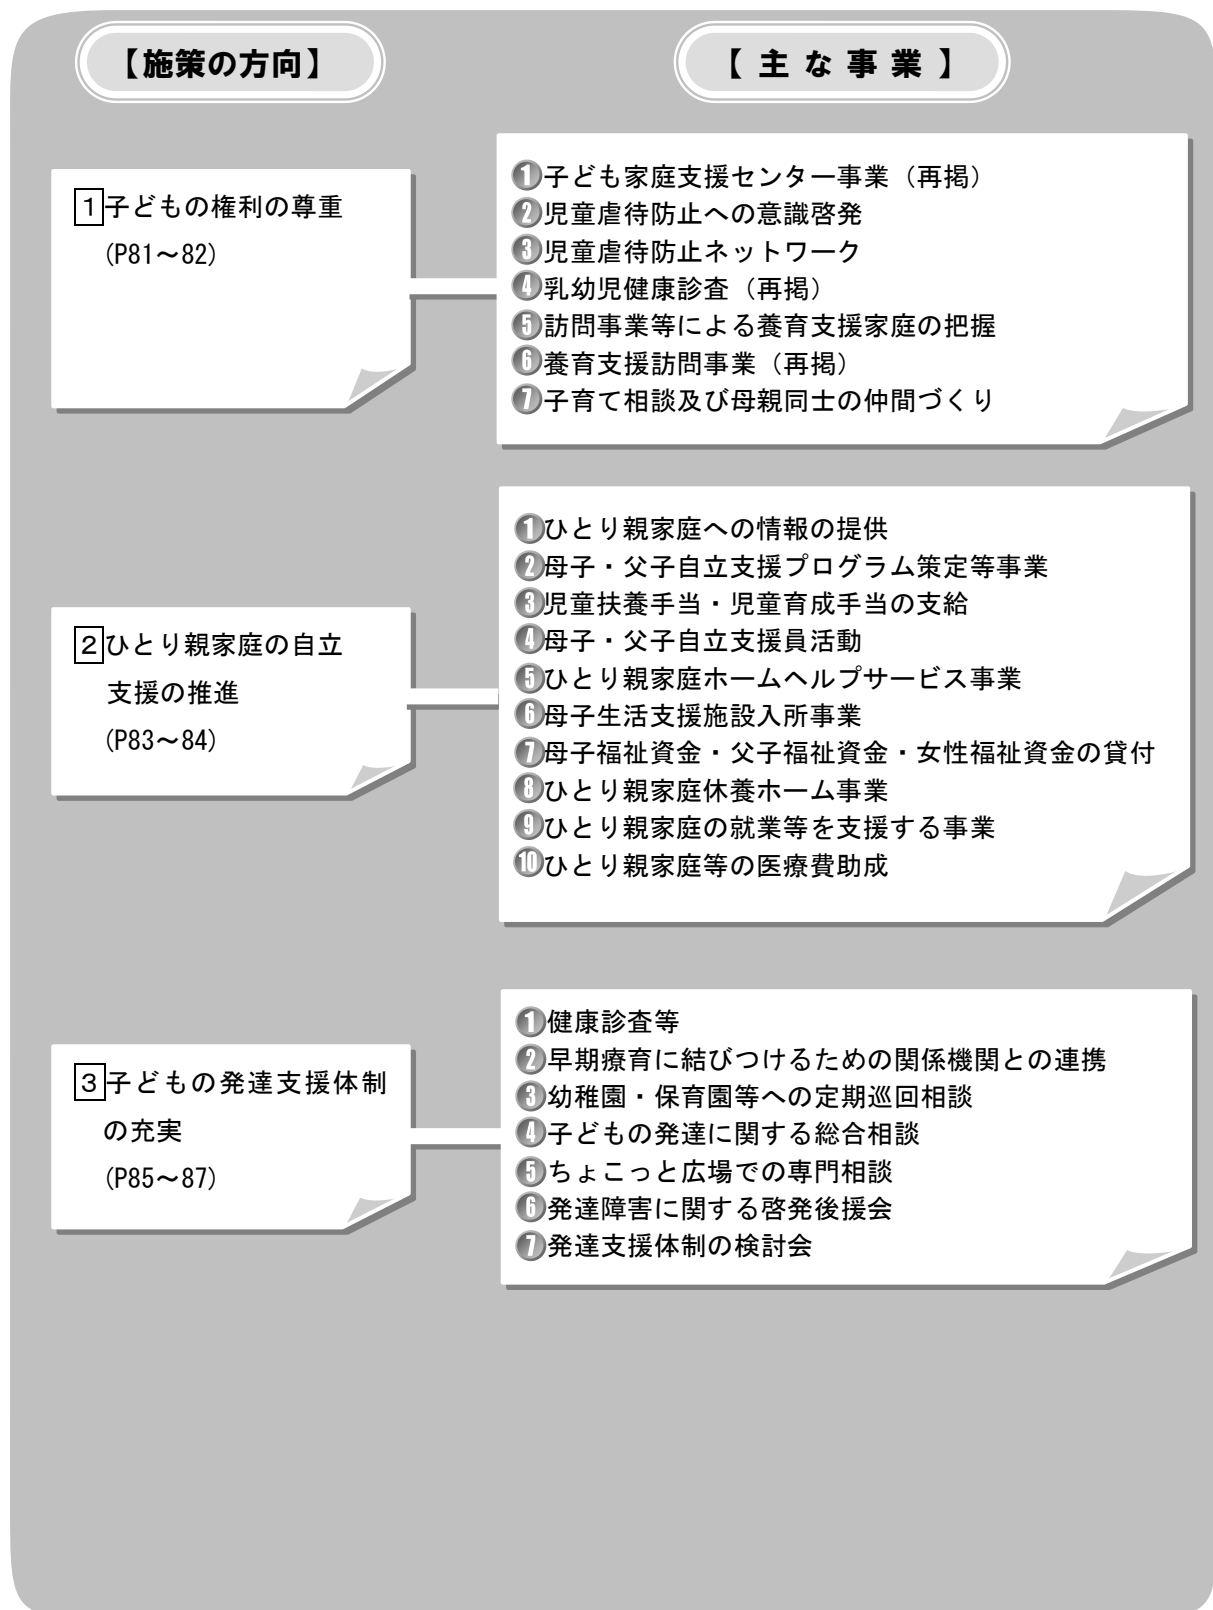 【施策の方向】
【主な事業】
1子どもの権利の尊重
(P81～82)
❶子ども家庭支援センター事業（再掲）
❷児童虐待防止への意識啓発
❸児童虐待防止ネットワーク
❹乳幼児健康診査（再掲）
❺訪問事業等による養育支援家庭の把握
❻養育支援訪問事業（再掲）
❼子育て相談及び母親同士の仲間づくり
2ひとり親家庭の自立
支援の推進
(P83～84)
❶ひとり親家庭への情報の提供
❷母子・父子自立支援プログラム策定等事業
❸児童扶養手当・児童育成手当の支給
❹母子・父子自立支援員活動
❺ひとり親家庭ホームヘルプサービス事業
❻母子生活支援施設入所事業
❼母子福祉資金・父子福祉資金・女性福祉資金の貸付
❽ひとり親家庭休養ホーム事業
❾ひとり親家庭の就業等を支援する事業
❿ひとり親家庭等の医療費助成
3子どもの発達支援体制
の充実
(P85～87)
❶健康診査等
❷早期療育に結びつけるための関係機関との連携
❸幼稚園・保育園等への定期巡回相談
❹子どもの発達に関する総合相談
❺ちょこっと広場での専門相談
❻発達障害に関する啓発後援会
❼発達支援体制の検討会